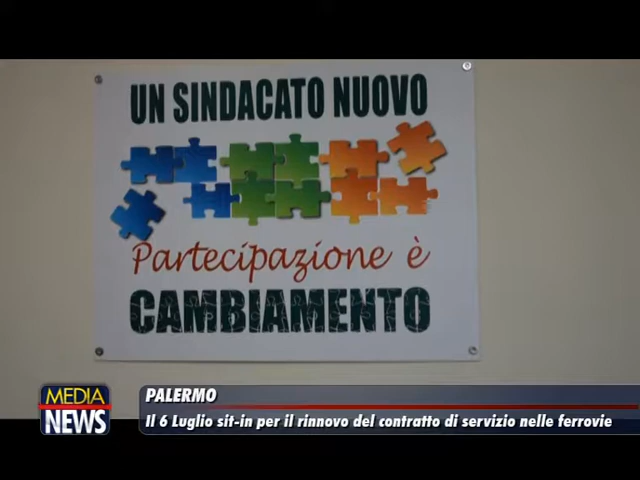 UN SINDACATO NUOVO
Partecipazione è
CAMBIAMENTO
MEDIA
NEWS
PALERMO
Il 6 Luglio sit-in per il rinnovo del contratto di servizio nelle ferrovie